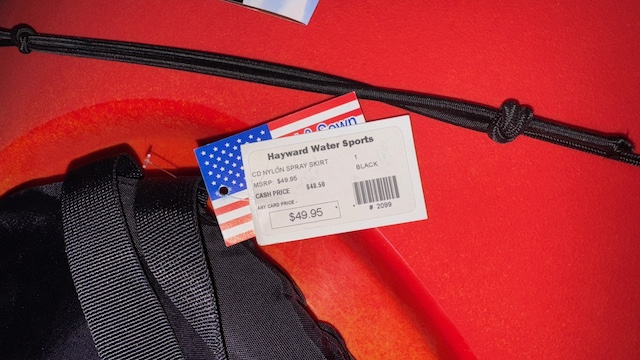 & Sewn
Hayward Water Sports
CD NYLON SPRAY SKIRT 1
MSRP: $49.95 BLACK
CASH PRICE $48.50
ANY CARD PRICE -
$49.95
# 2099